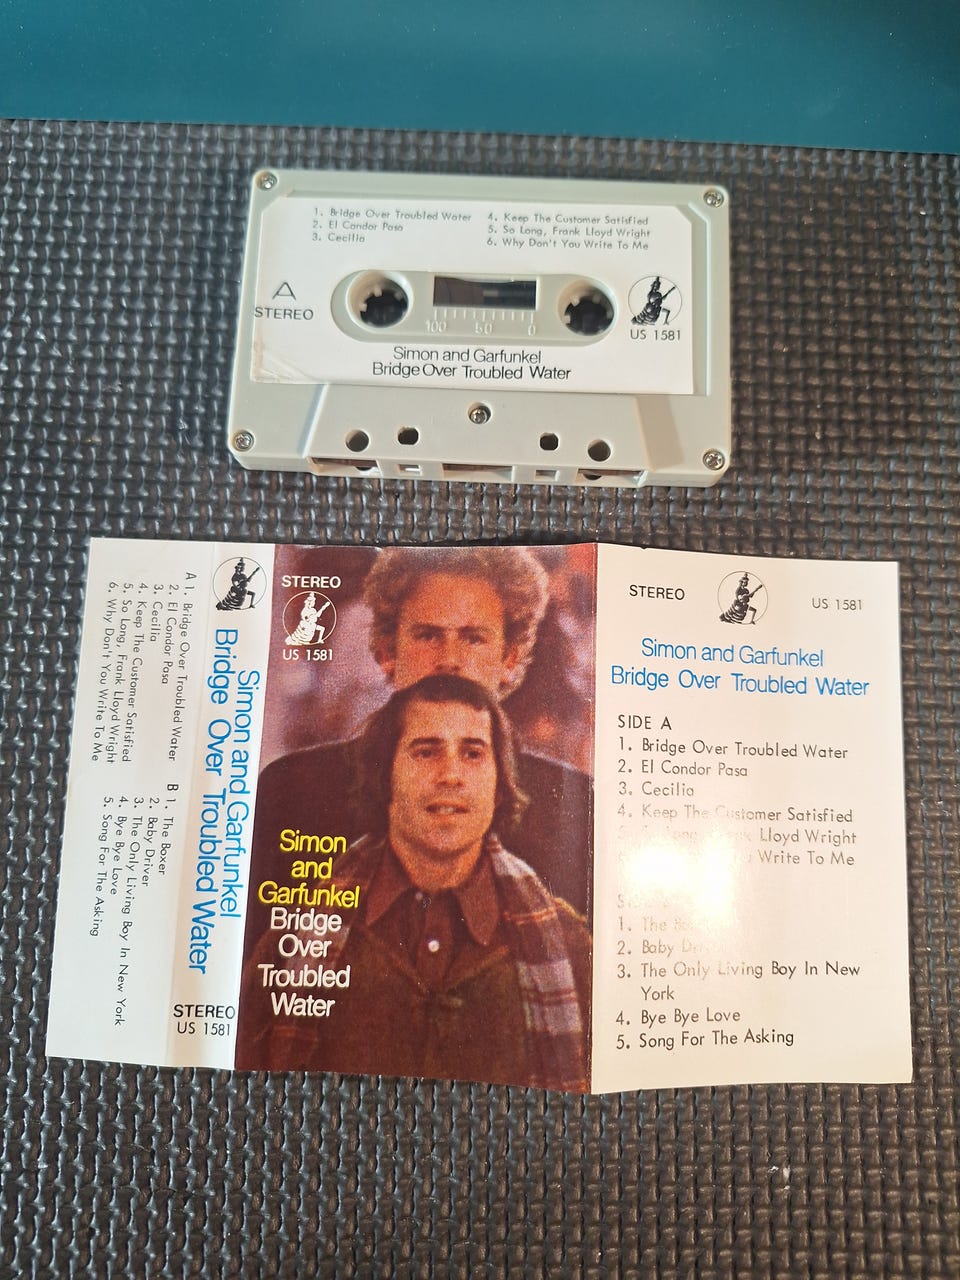 1. Bridge Over Troubled Water
2. El Condor Pasa
3. Cecilia
4. Keep The Customer Satisfied
5. So Long, Frank Lloyd Wright
6. Why Don't You Write To Me
A
STEREO
100 50 0
US 1581
Simon and Garfunkel
Bridge Over Troubled Water
A 1. Bridge Over Troubled Water
2. El Condor Pasa
3. Cecilia
4. Keep The Customer Satisfied
5. So Long, Frank Lloyd Wright
6. Why Don't You Write To Me
B 1. The Boxer
2. Baby Driver
3. The Only Living Boy In New York
4. Bye Bye Love
5. Song For The Asking
Simon and Garfunkel
Bridge Over Troubled Water
STEREO
US 1581
STEREO
US 1581
Simon
and
Garfunkel
Bridge
Over
Troubled
Water
STEREO
US 1581
Simon and Garfunkel
Bridge Over Troubled Water
SIDE A
1. Bridge Over Troubled Water
2. El Condor Pasa
3. Cecilia
4. Keep The Customer Satisfied
Lloyd Wright
Write To Me
1. The
2. Baby
3. The Only Living Boy In New
York
4. Bye Bye Love
5. Song For The Asking